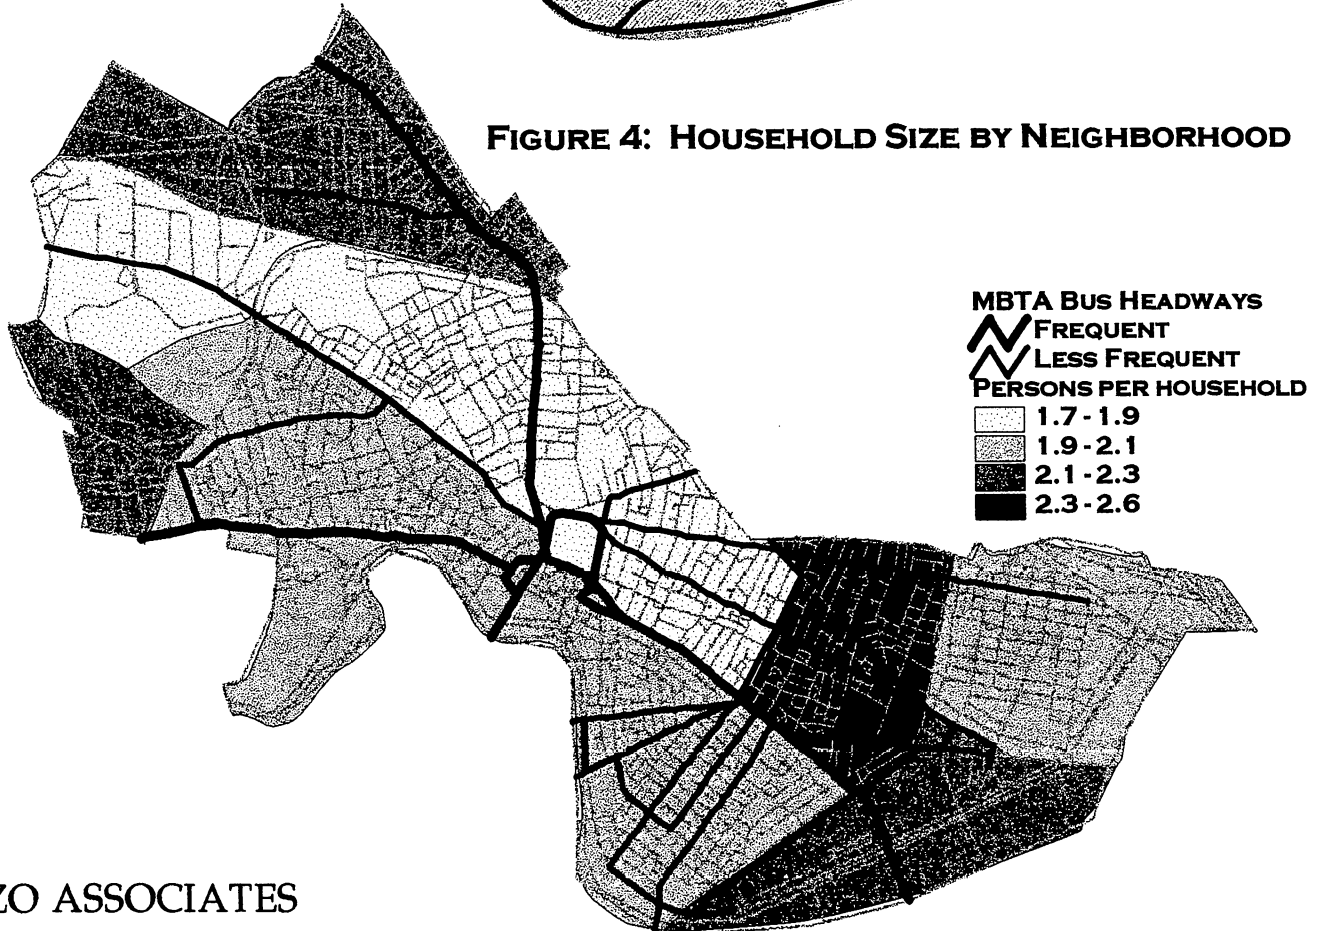 FIGURE 4: HOUSEHOLD SIZE BY NEIGHBORHOOD
MBTA BUS HEADWAYS
FREQUENT
LESS FREQUENT
PERSONS PER HOUSEHOLD
1.7 - 1.9
1.9 - 2.1
2.1 - 2.3
2.3 - 2.6
ZO ASSOCIATES